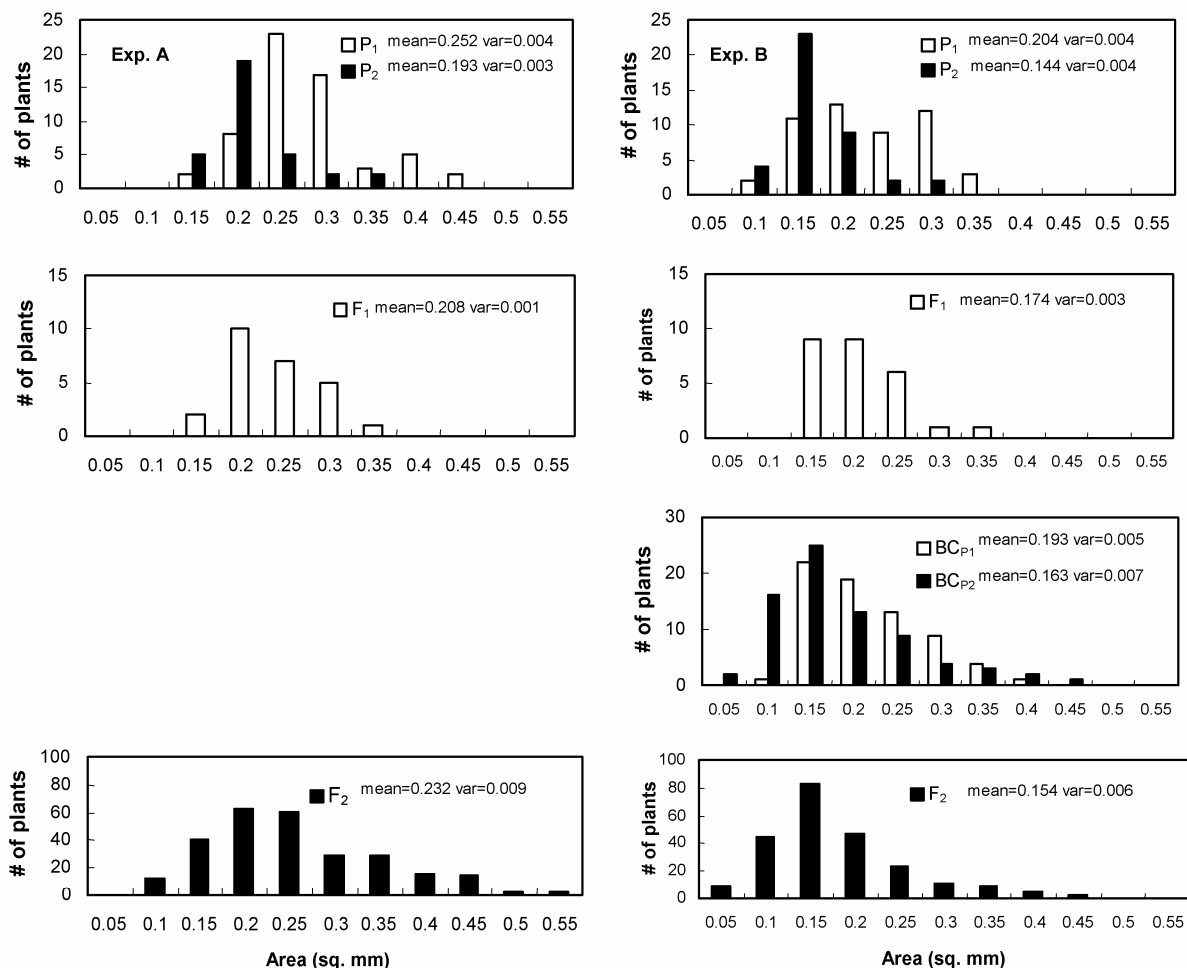 Exp. A
P1 mean=0.252 var=0.004
P2 mean=0.193 var=0.003
# of plants
25
20
15
10
5
0
0.05 0.1 0.15 0.2 0.25 0.3 0.35 0.4 0.45 0.5 0.55
Exp. B
P1 mean=0.204 var=0.004
P2 mean=0.144 var=0.004
# of plants
25
20
15
10
5
0
0.05 0.1 0.15 0.2 0.25 0.3 0.35 0.4 0.45 0.5 0.55
F1 mean=0.208 var=0.001
# of plants
15
10
5
0
0.05 0.1 0.15 0.2 0.25 0.3 0.35 0.4 0.45 0.5 0.55
F1 mean=0.174 var=0.003
# of plants
15
10
5
0
0.05 0.1 0.15 0.2 0.25 0.3 0.35 0.4 0.45 0.5 0.55
BCP1 mean=0.193 var=0.005
BCP2 mean=0.163 var=0.007
# of plants
30
20
10
0
0.05 0.1 0.15 0.2 0.25 0.3 0.35 0.4 0.45 0.5 0.55
F2 mean=0.232 var=0.009
# of plants
100
80
60
40
20
0
0.05 0.1 0.15 0.2 0.25 0.3 0.35 0.4 0.45 0.5 0.55
Area (sq. mm)
F2 mean=0.154 var=0.006
# of plants
100
80
60
40
20
0
0.05 0.1 0.15 0.2 0.25 0.3 0.35 0.4 0.45 0.5 0.55
Area (sq. mm)